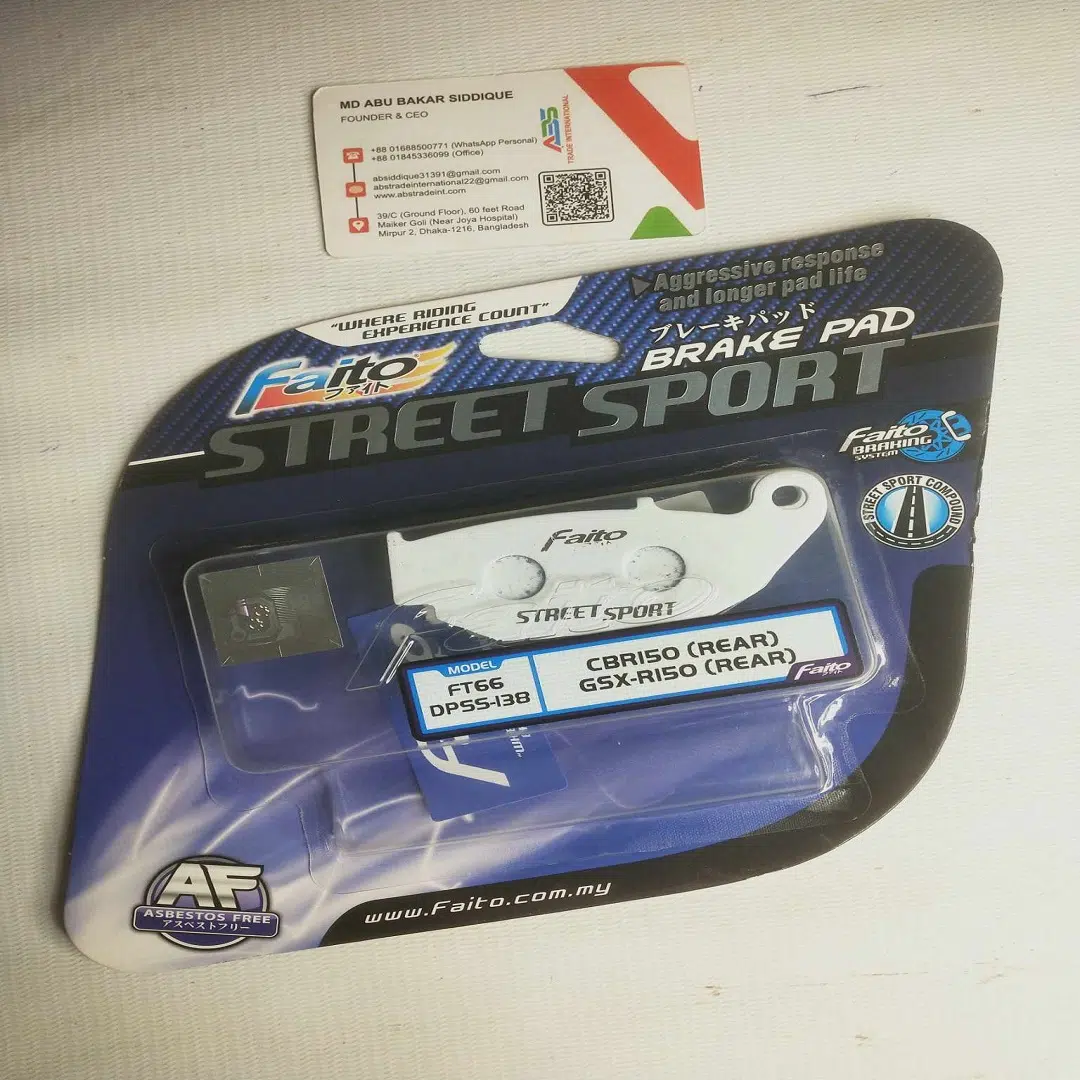 MD ABU BAKAR SIDDIQUE
FOUNDER & CEO
+88 01688500771 (WhatsApp Personal)
+88 01845336099 (Office)
absiddique31391@gmail.com
abstradeinternational22@gmail.com
www.abstradeint.com
39/C (Ground Floor), 60 feet Road
Maiker Goli (Near Joya Hospital)
Mirpur 2, Dhaka-1216, Bangladesh
ABS
TRADE INTERNATIONAL
Aggressive response
and longer pad life
"WHERE RIDING
EXPERIENCE COUNT"
ブレーキパッド
BRAKE PAD
Faito
ファイト
STREET SPORT
Faito
BRAKING
SYSTEM
STREET SPORT COMPOUND
Faito
STREET SPORT
MODEL
FT66
DPSS-138
CBR150 (REAR)
GSX-R150 (REAR)
Faito
AF
ASBESTOS FREE
アスベストフリー
www.Faito.com.my